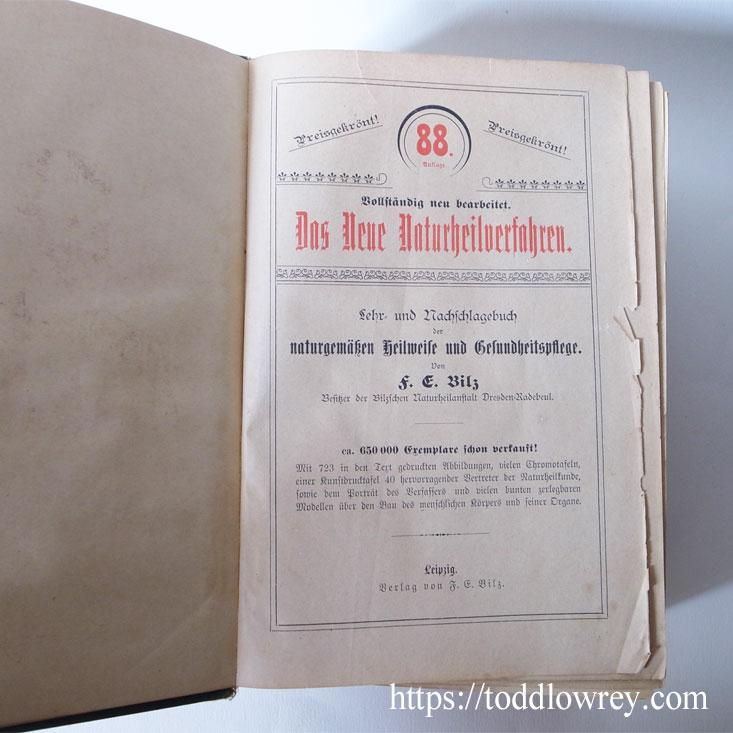 Preisgekrönt!
88.
Auflage.
Preisgekrönt!
Vollständig neu bearbeitet.
Das Neue Naturheilverfahren.
Lehr- und Nachschlagebuch
der
naturgemäßen Heilweise und Gesundheitspflege.
Von
F. E. Bilz
Besitzer der Bilzschen Naturheilanstalt Dresden-Radebeul.
ca. 650 000 Exemplare schon verkauft!
Mit 723 in den Text gedruckten Abbildungen, vielen Chromotafeln,
einer Kunstdrucktafel 40 hervorragender Vertreter der Naturheilkunde,
sowie dem Porträt des Verfassers und vielen bunten zerlegbaren
Modellen über den Bau des menschlichen Körpers und seiner Organe.
Leipzig.
Verlag von F. E. Bilz.
https://toddlowrey.com